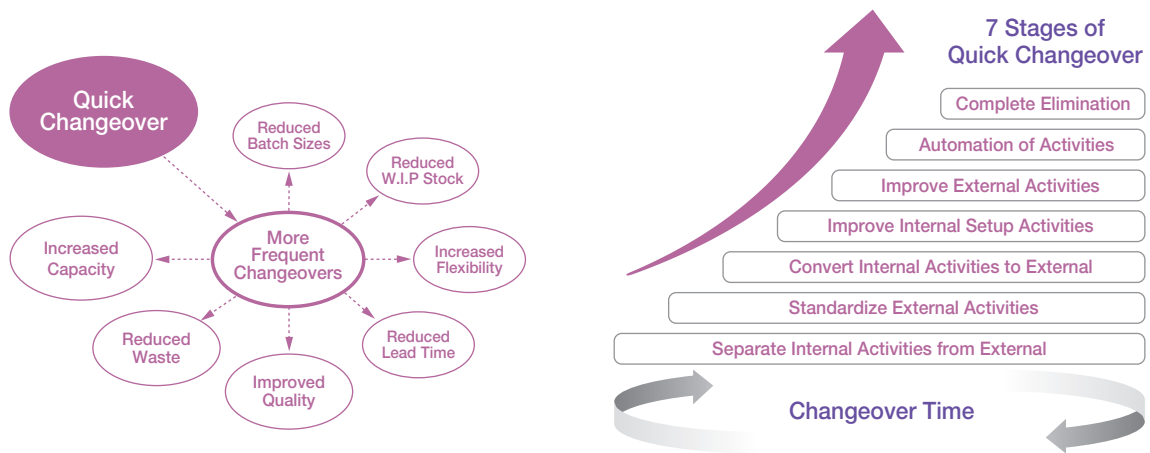 Quick
Changeover
Reduced
Batch Sizes
Reduced
W.I.P Stock
Increased
Capacity
More
Frequent
Changeovers
Increased
Flexibility
Reduced
Waste
Improved
Quality
Reduced
Lead Time
7 Stages of
Quick Changeover
Complete Elimination
Automation of Activities
Improve External Activities
Improve Internal Setup Activities
Convert Internal Activities to External
Standardize External Activities
Separate Internal Activities from External
Changeover Time